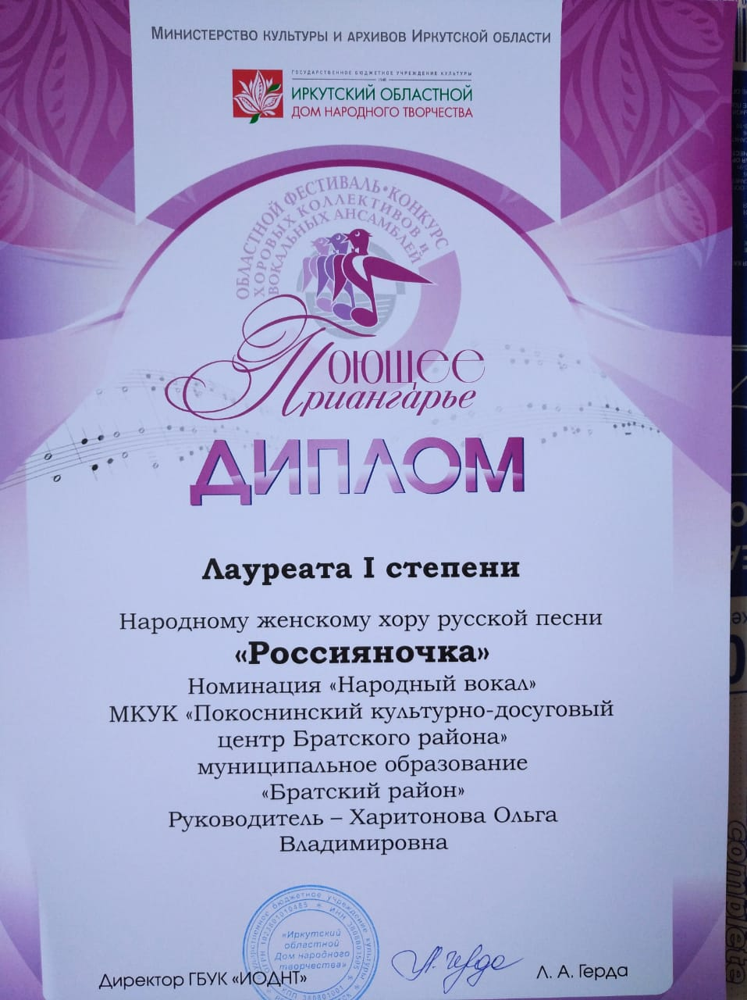 Министерство культуры и архивов Иркутской области
ГОСУДАРСТВЕННОЕ БЮДЖЕТНОЕ УЧРЕЖДЕНИЕ КУЛЬТУРЫ
ИРКУТСКИЙ ОБЛАСТНОЙ
ДОМ НАРОДНОГО ТВОРЧЕСТВА
ОБЛАСТНОЙ ФЕСТИВАЛЬ•КОНКУРС
ХОРОВЫХ КОЛЛЕКТИВОВ И
ВОКАЛЬНЫХ АНСАМБЛЕЙ
Поющее
Приангарье
ДИПЛОМ
Лауреата I степени
Народному женскому хору русской песни
«Россияночка»
Номинация «Народный вокал»
МКУК «Покоснинский культурно-досуговый
центр Братского района»
муниципальное образование
«Братский район»
Руководитель – Харитонова Ольга
Владимировна
бюджетное учреждение культуры
«Иркутский
областной
Дом народного
творчества»
Директор ГБУК «ИОДНТ»
Л. А. Герда
complete